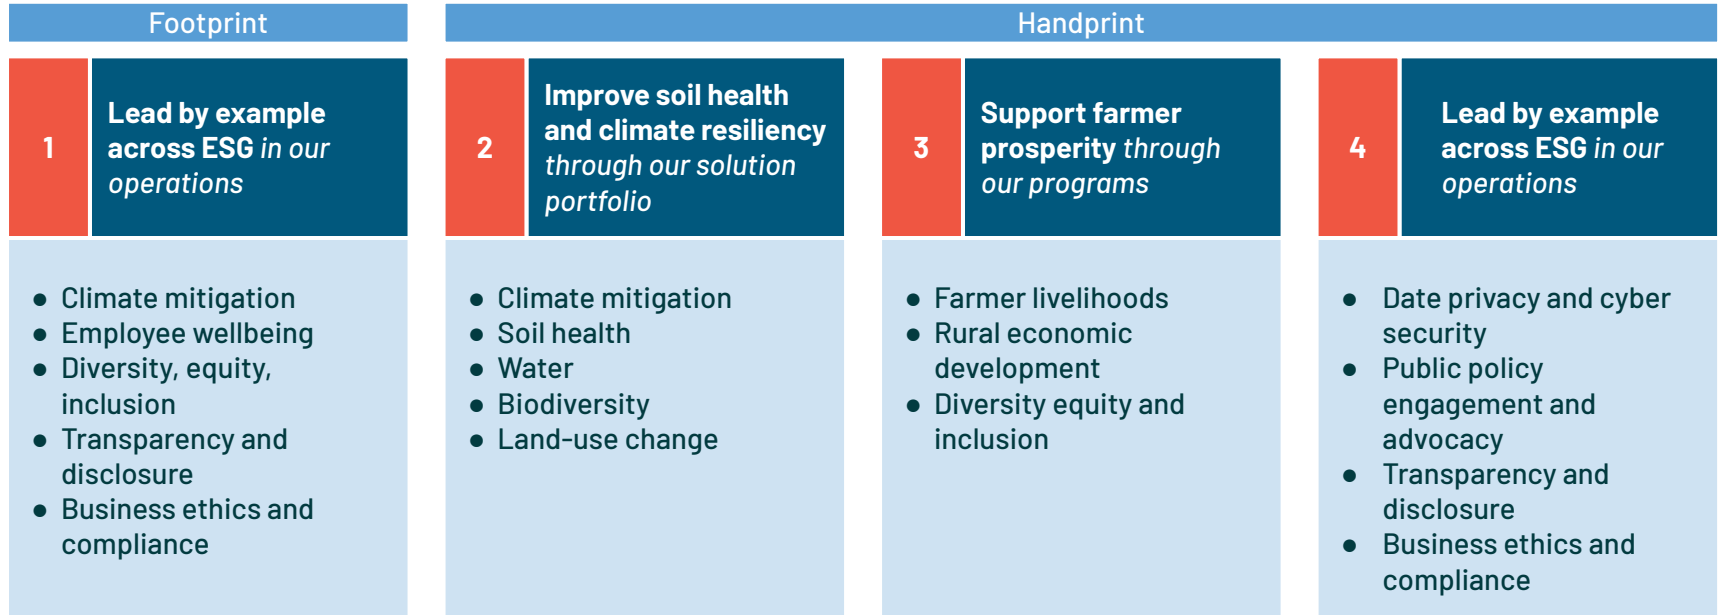 Footprint
Handprint
1
Lead by example
across ESG in our
operations
2
Improve soil health
and climate resiliency
through our solution
portfolio
3
Support farmer
prosperity through
our programs
4
Lead by example
across ESG in our
operations
● Climate mitigation
● Employee wellbeing
● Diversity, equity,
inclusion
● Transparency and
disclosure
● Business ethics and
compliance
● Climate mitigation
● Soil health
● Water
● Biodiversity
● Land-use change
● Farmer livelihoods
● Rural economic
development
● Diversity equity and
inclusion
● Date privacy and cyber
security
● Public policy
engagement and
advocacy
● Transparency and
disclosure
● Business ethics and
compliance